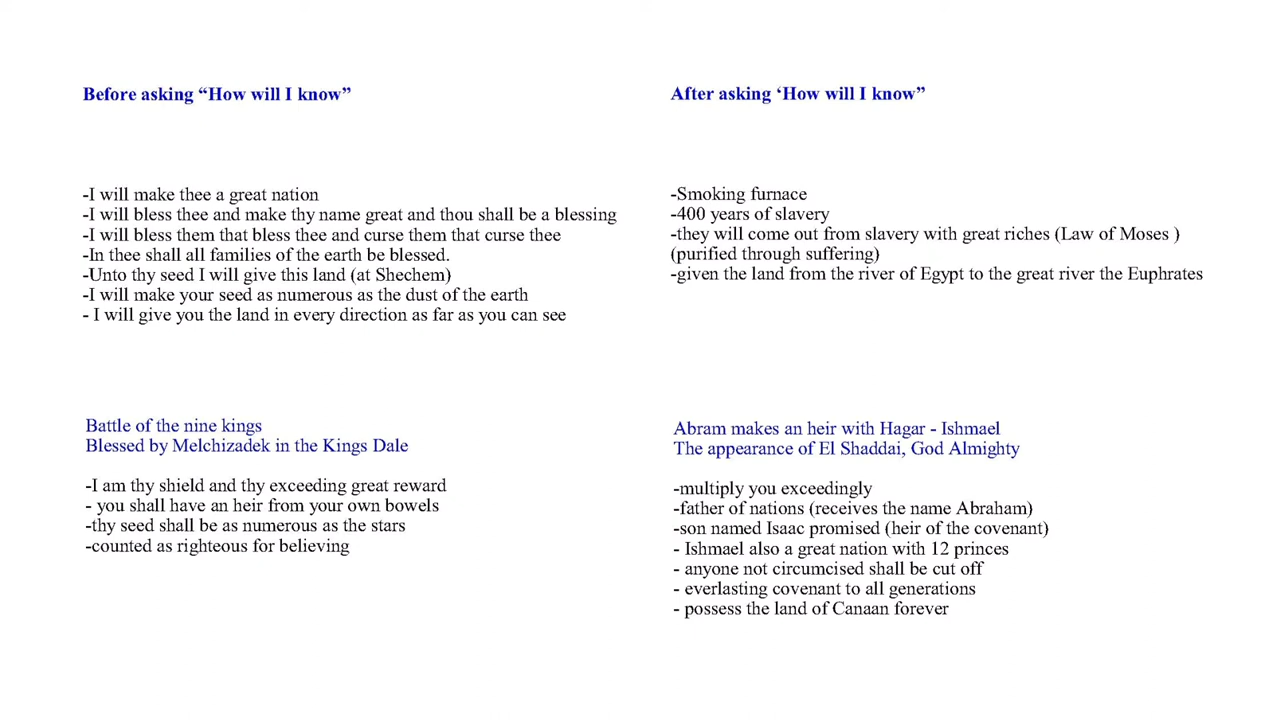 Before asking “How will I know”
-I will make thee a great nation
-I will bless thee and make thy name great and thou shall be a blessing
-I will bless them that bless thee and curse them that curse thee
-In thee shall all families of the earth be blessed.
-Unto thy seed I will give this land (at Shechem)
-I will make your seed as numerous as the dust of the earth
- I will give you the land in every direction as far as you can see
Battle of the nine kings
Blessed by Melchizadek in the Kings Dale
-I am thy shield and thy exceeding great reward
- you shall have an heir from your own bowels
-thy seed shall be as numerous as the stars
-counted as righteous for believing
After asking ‘How will I know”
-Smoking furnace
-400 years of slavery
-they will come out from slavery with great riches (Law of Moses )
(purified through suffering)
-given the land from the river of Egypt to the great river the Euphrates
Abram makes an heir with Hagar - Ishmael
The appearance of El Shaddai, God Almighty
-multiply you exceedingly
-father of nations (receives the name Abraham)
-son named Isaac promised (heir of the covenant)
- Ishmael also a great nation with 12 princes
- anyone not circumcised shall be cut off
- everlasting covenant to all generations
- possess the land of Canaan forever